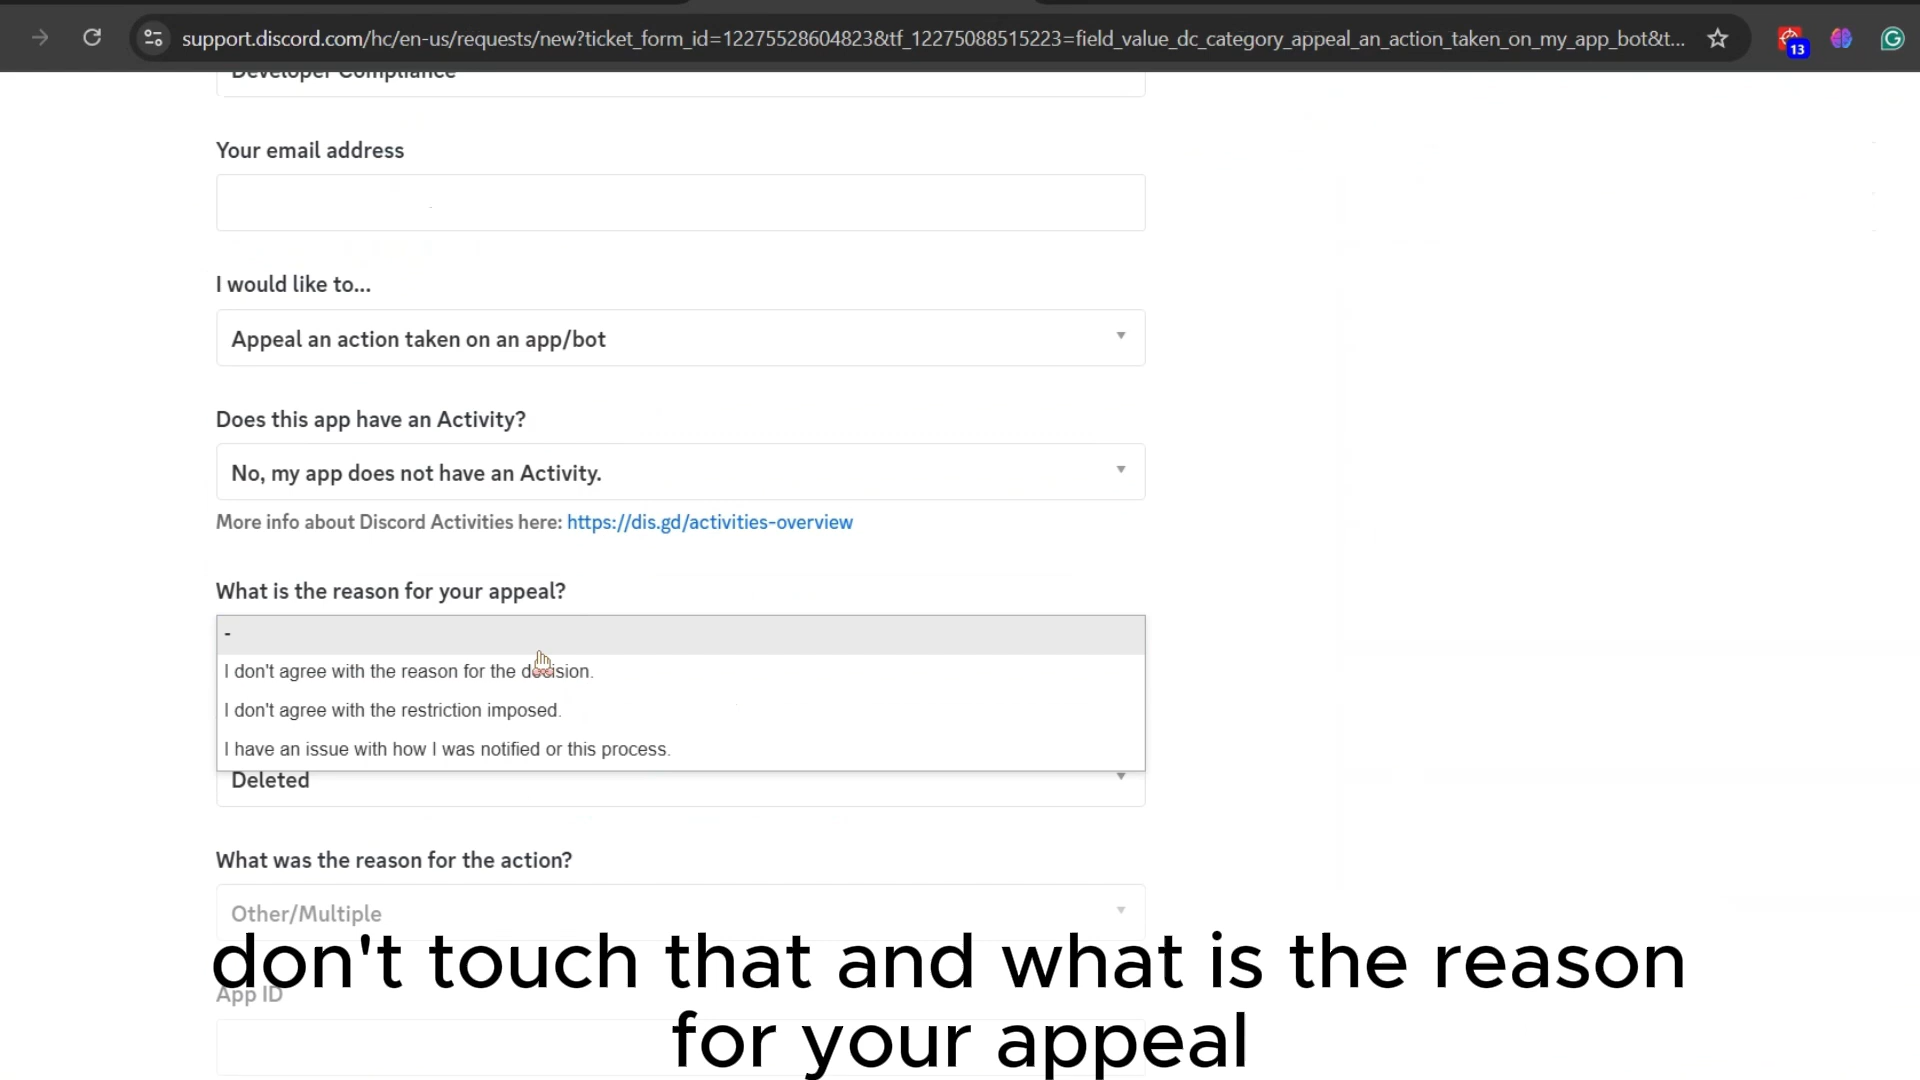 support.discord.com/hc/en-us/requests/new?ticket_form_id=12275528604823&tf_12275088515223=field_value_dc_category_appeal_an_action_taken_on_my_app_bot&t...
13
Developer Compliance
Your email address
I would like to...
Appeal an action taken on an app/bot
Does this app have an Activity?
No, my app does not have an Activity.
More info about Discord Activities here: https://dis.gd/activities-overview
What is the reason for your appeal?
-
I don't agree with the reason for the decision.
I don't agree with the restriction imposed.
I have an issue with how I was notified or this process.
Deleted
What was the reason for the action?
Other/Multiple
don't touch that and what is the reason
App ID
for your appeal